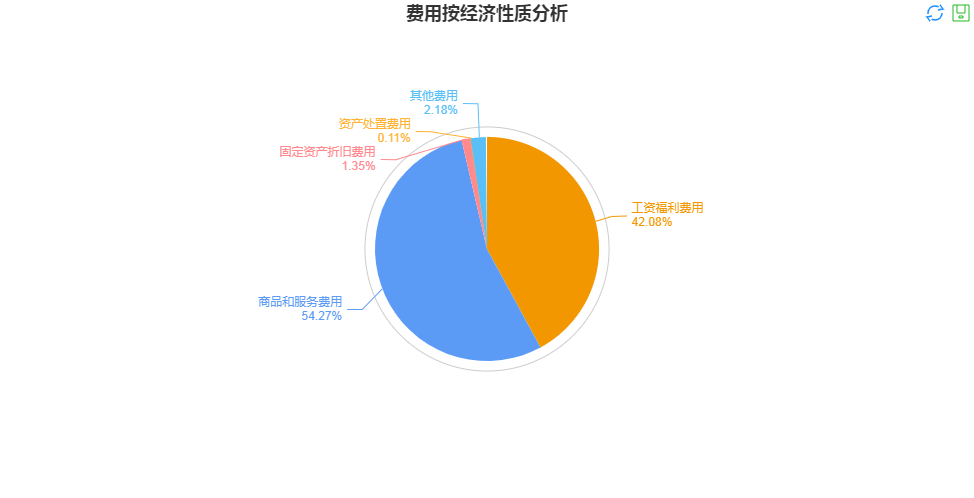 费用按经济性质分析
其他费用
2.18%
资产处置费用
0.11%
固定资产折旧费用
1.35%
工资福利费用
42.08%
商品和服务费用
54.27%